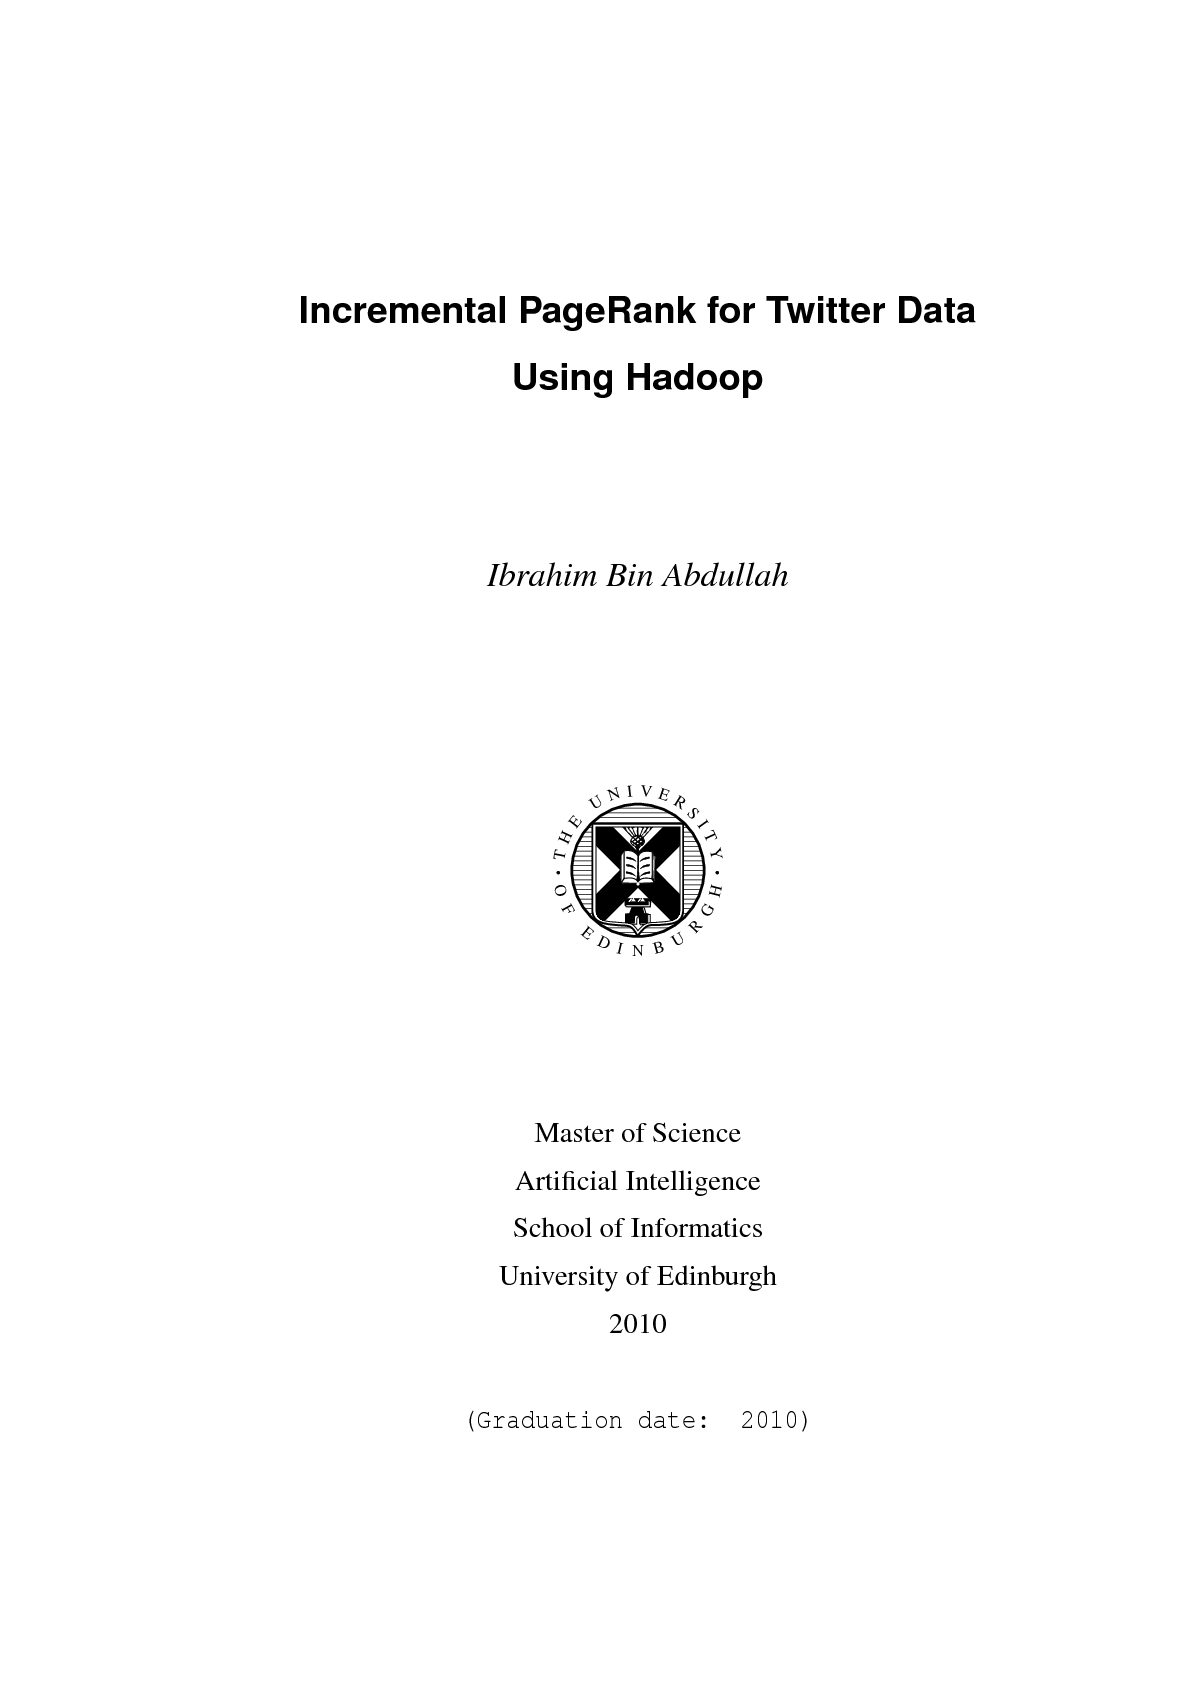 Incremental PageRank for Twitter Data
Using Hadoop
Ibrahim Bin Abdullah
THE UNIVERSITY
OF EDINBURGH
Master of Science
Artificial Intelligence
School of Informatics
University of Edinburgh
2010
(Graduation date: 2010)